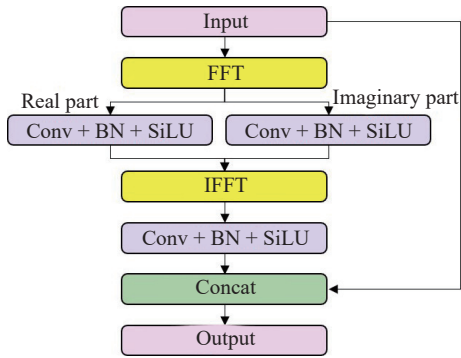 Input
FFT
Real part
Imaginary part
Conv + BN + SiLU
Conv + BN + SiLU
IFFT
Conv + BN + SiLU
Concat
Output